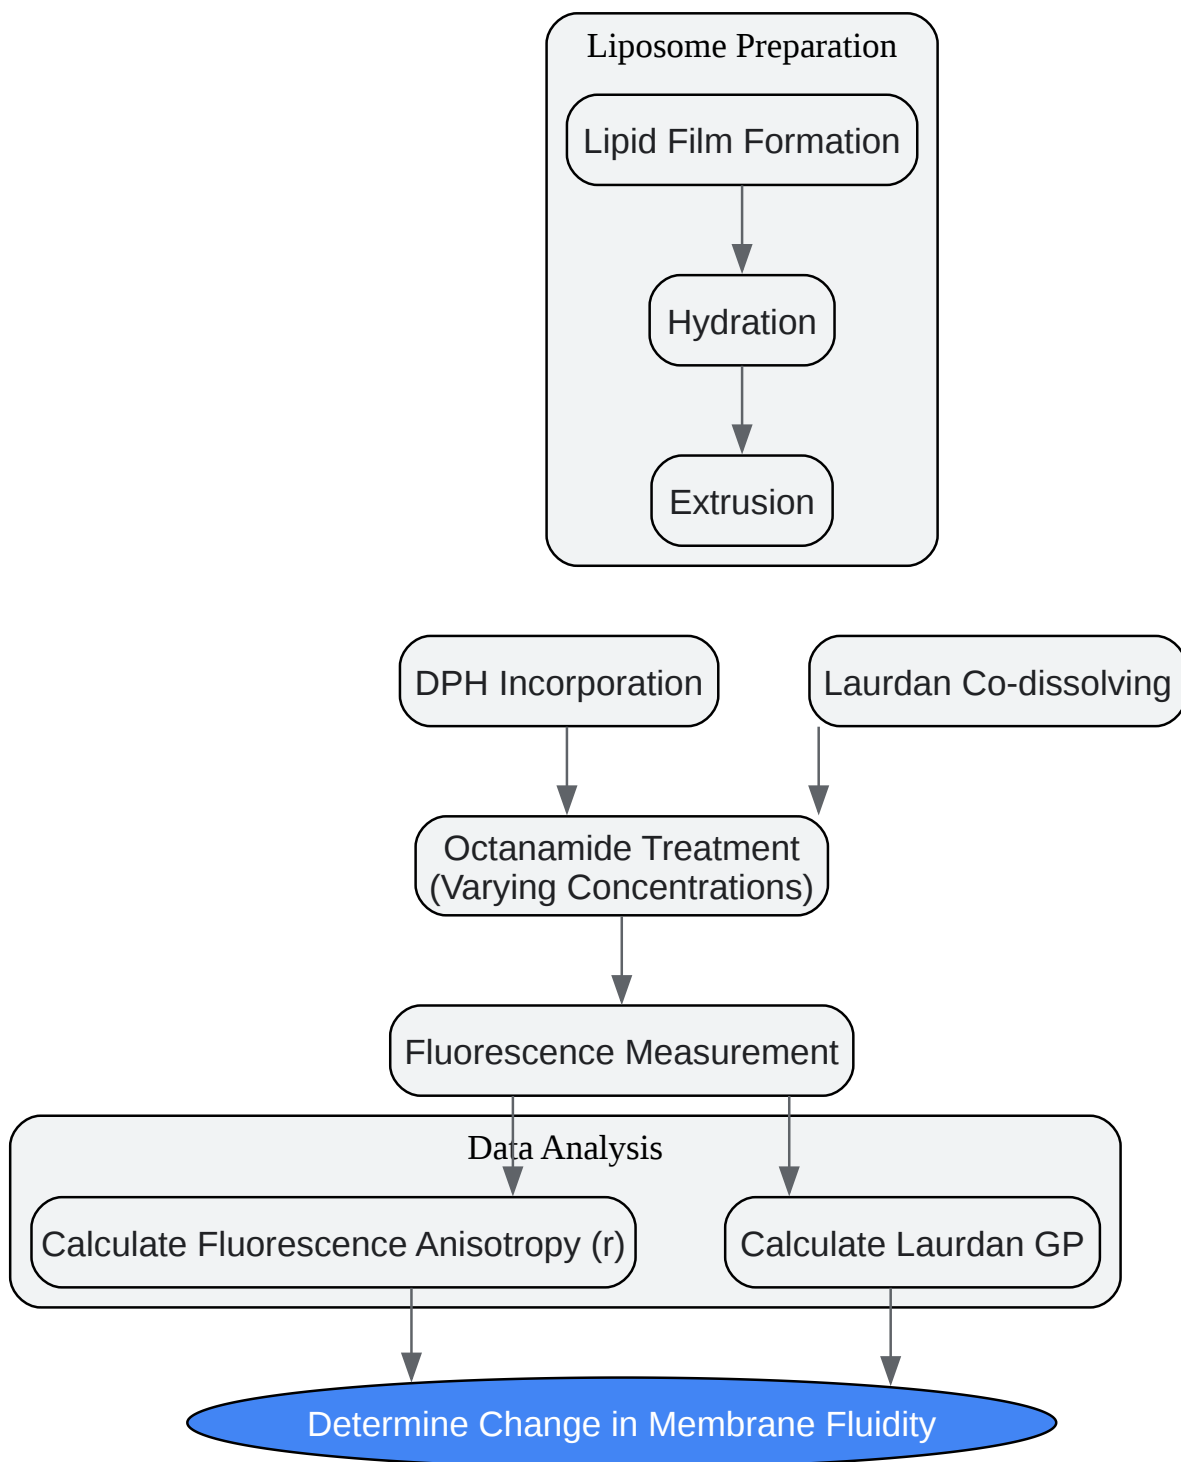 Liposome Preparation
Lipid Film Formation
Hydration
Extrusion
DPH Incorporation
Laurdan Co-dissolving
Octanamide Treatment
(Varying Concentrations)
Fluorescence Measurement
Data Analysis
Calculate Fluorescence Anisotropy (r)
Calculate Laurdan GP
Determine Change in Membrane Fluidity